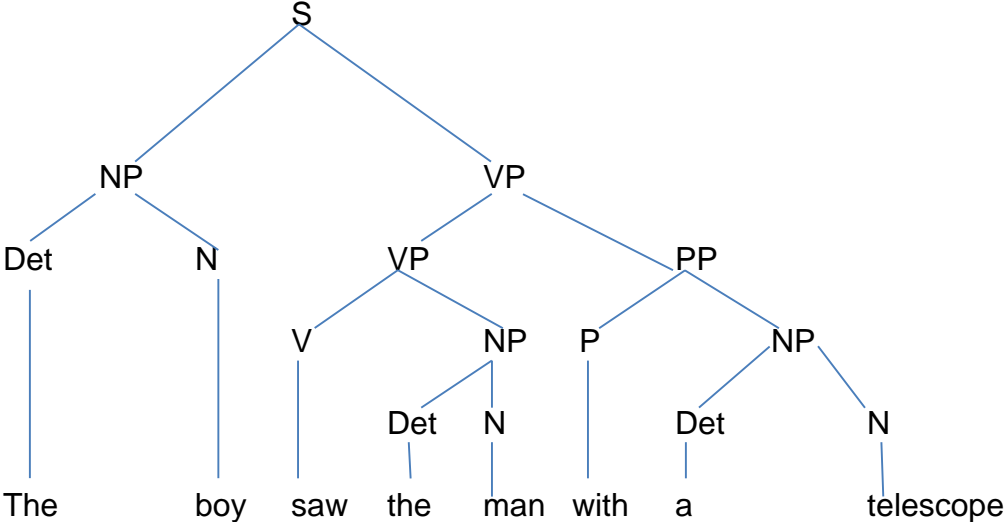 S
NP VP
Det N VP PP
V NP P NP
Det N Det N
The boy saw the man with a telescope